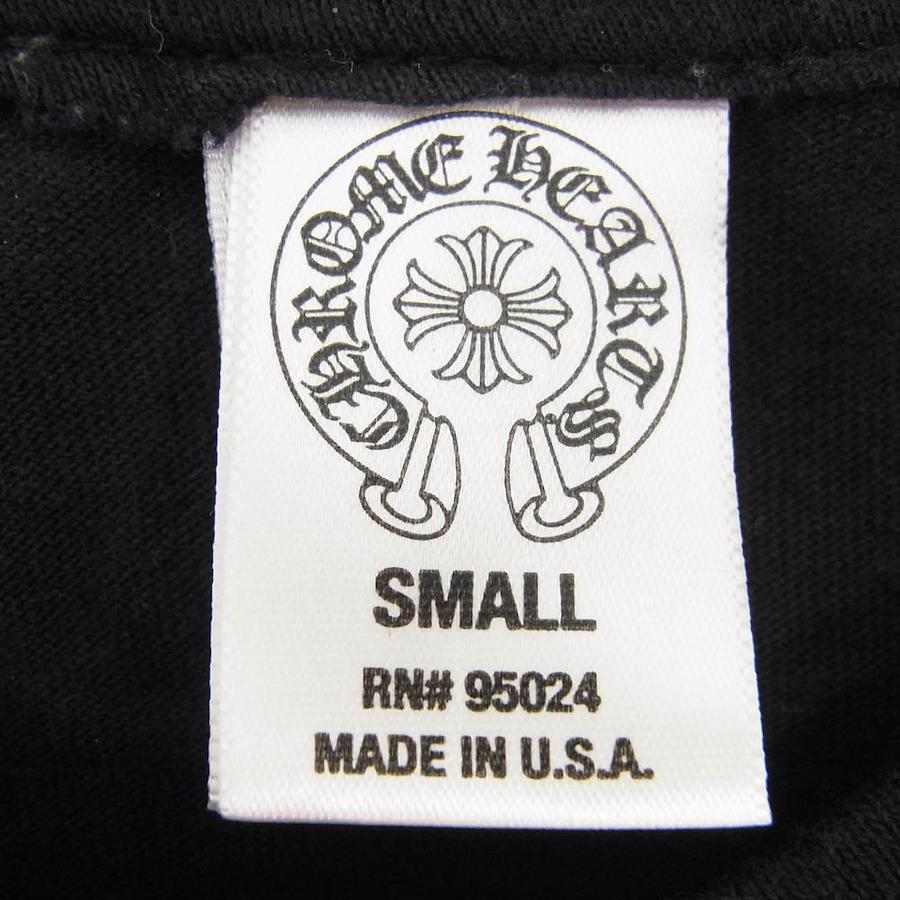 CHROME HEARTS
SMALL
RN# 95024
MADE IN U.S.A.